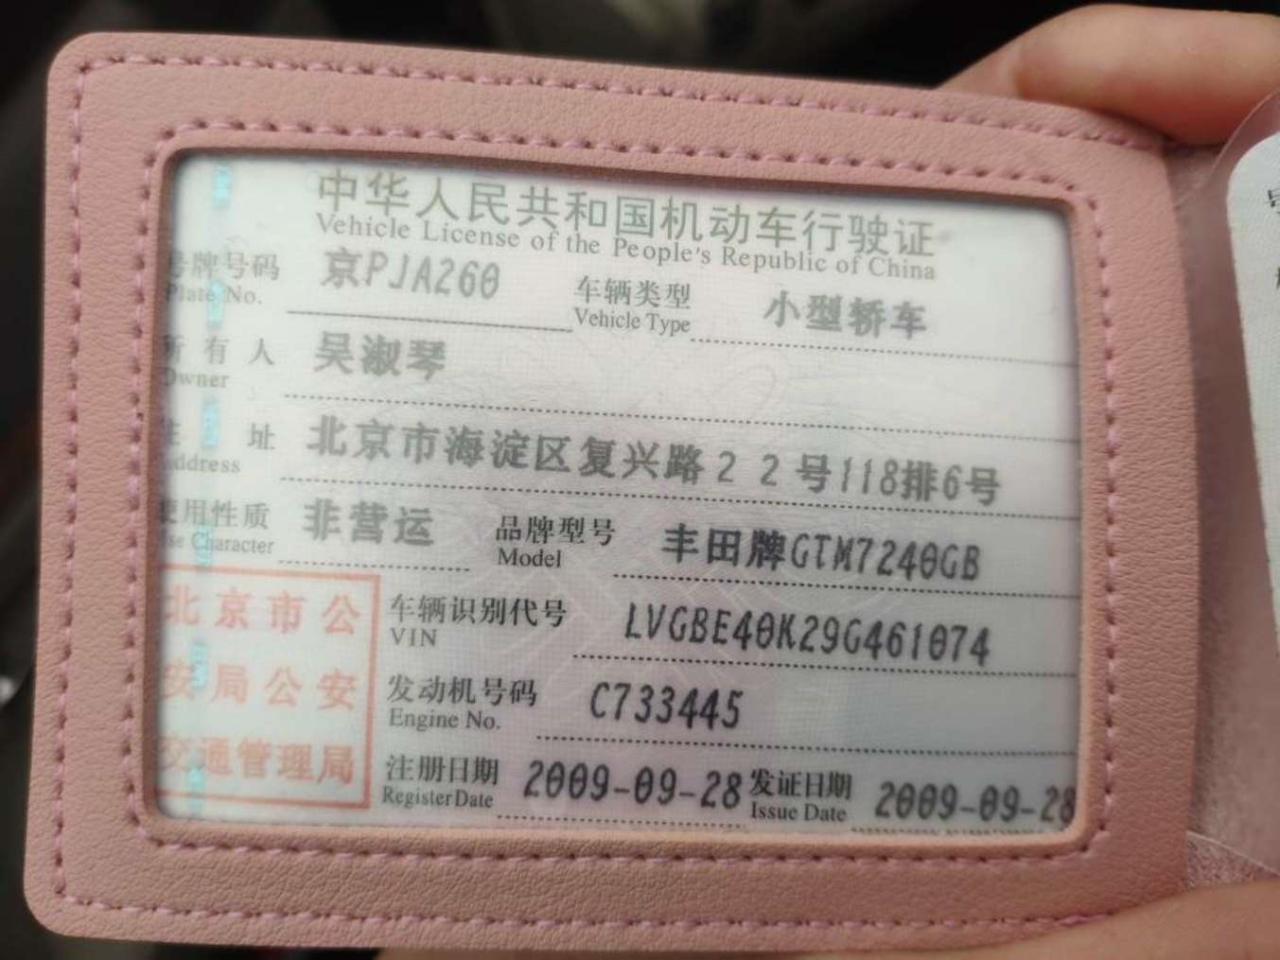 中华人民共和国机动车行驶证
Vehicle License of the People's Republic of China
号牌号码 京PJA260 车辆类型 小型轿车
Plate No. Vehicle Type
所有人 吴淑琴
Owner
住址 北京市海淀区复兴路22号118排6号
Address
使用性质 非营运 品牌型号 丰田牌GTM7240GB
Use Character Model
北京市公
安局公安
交通管理局
车辆识别代号 LVGBE40K29G461074
VIN
发动机号码 C733445
Engine No.
注册日期 2009-09-28 发证日期 2009-09-28
Register Date Issue Date